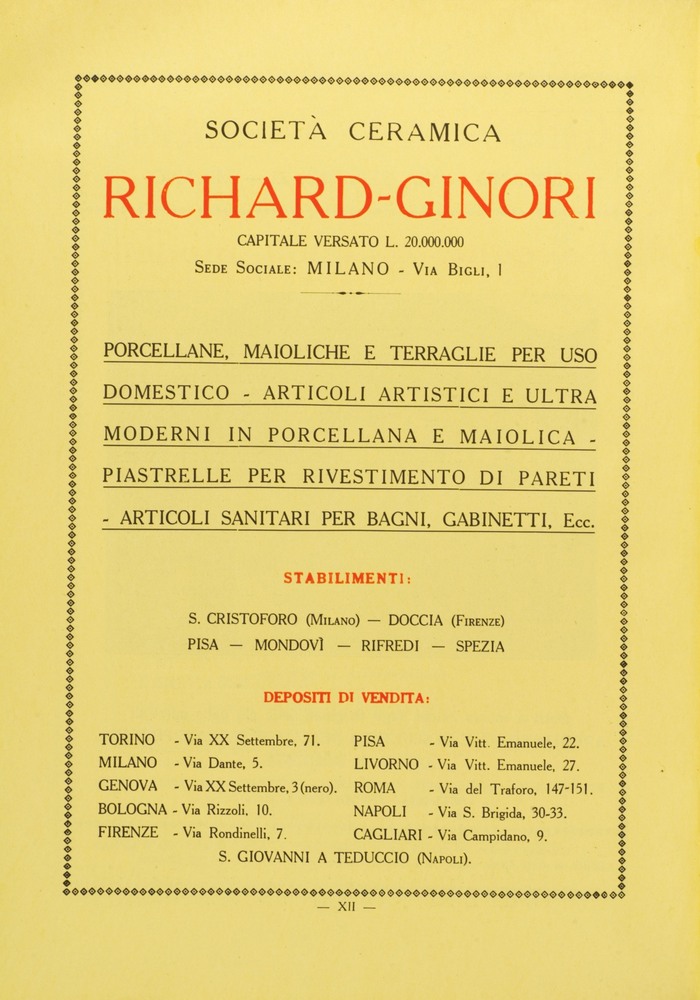 SOCIETÀ CERAMICA
RICHARD-GINORI
CAPITALE VERSATO L. 20.000.000
SEDE SOCIALE: MILANO - VIA BIGLI, 1
PORCELLANE, MAIOLICHE E TERRAGLIE PER USO
DOMESTICO - ARTICOLI ARTISTICI E ULTRA
MODERNI IN PORCELLANA E MAIOLICA -
PIASTRELLE PER RIVESTIMENTO DI PARETI
- ARTICOLI SANITARI PER BAGNI, GABINETTI, Ecc.
STABILIMENTI:
S. CRISTOFORO (MILANO) — DOCCIA (FIRENZE)
PISA — MONDOVÌ — RIFREDI — SPEZIA
DEPOSITI DI VENDITA:
TORINO - Via XX Settembre, 71.
MILANO - Via Dante, 5.
GENOVA - Via XX Settembre, 3 (nero).
BOLOGNA - Via Rizzoli, 10.
FIRENZE - Via Rondinelli, 7.
PISA - Via Vitt. Emanuele, 22.
LIVORNO - Via Vitt. Emanuele, 27.
ROMA - Via del Traforo, 147-151.
NAPOLI - Via S. Brigida, 30-33.
CAGLIARI - Via Campidano, 9.
S. GIOVANNI A TEDUCCIO (NAPOLI).
— XII —